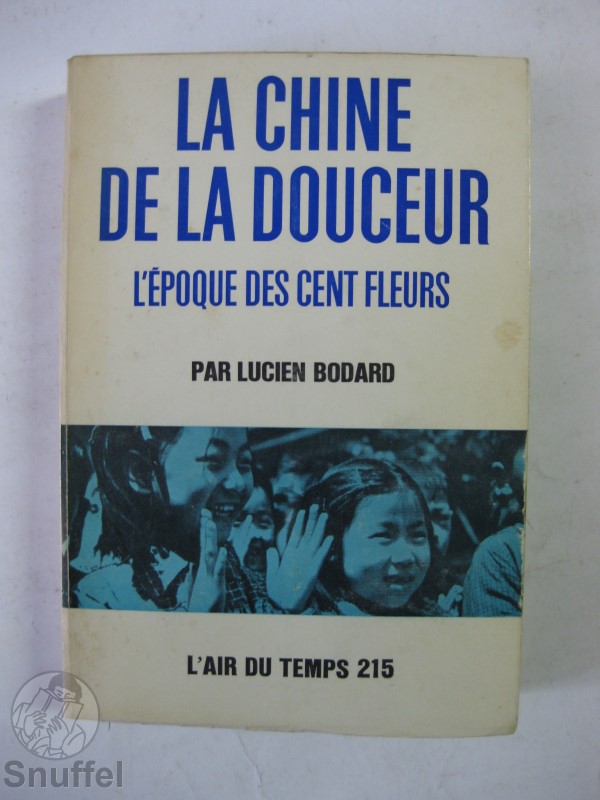 LA CHINE
DE LA DOUCEUR
L'ÉPOQUE DES CENT FLEURS
PAR LUCIEN BODARD
L'AIR DU TEMPS 215
Snuffel